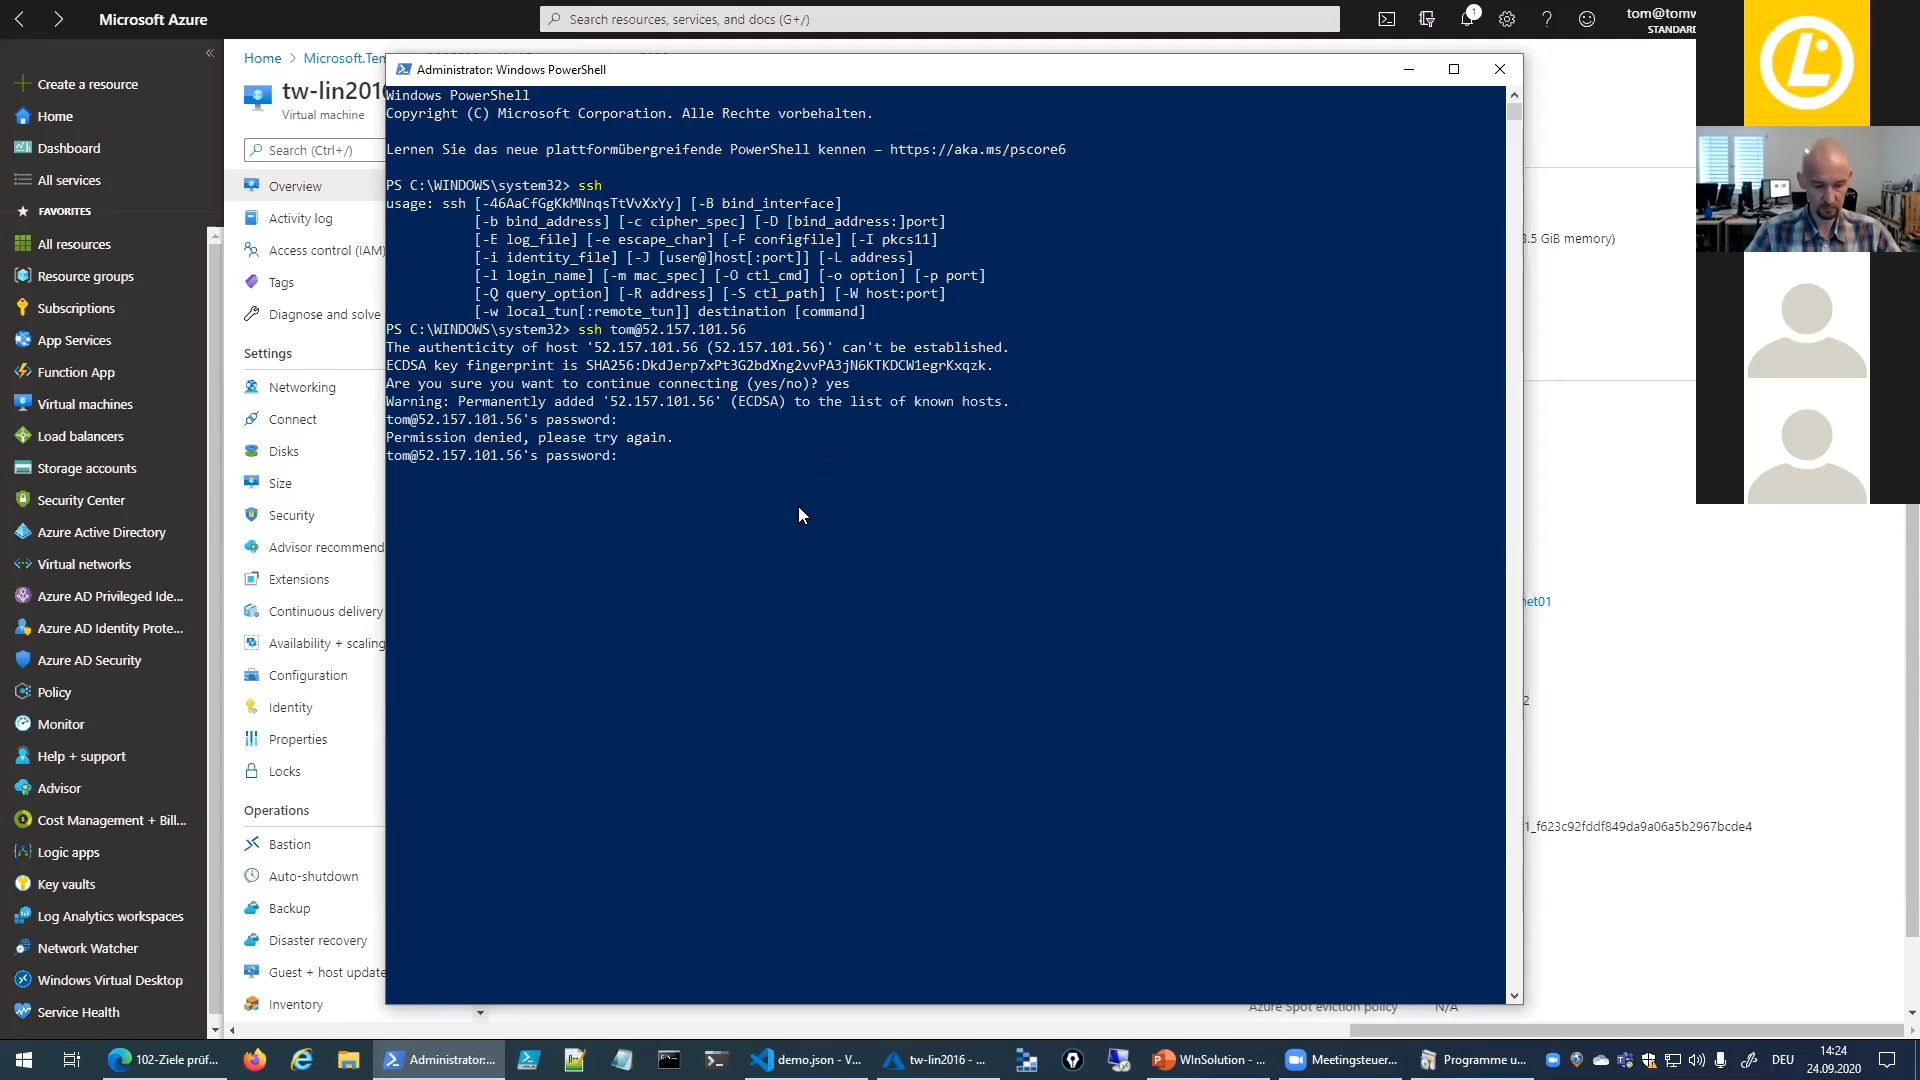 Microsoft Azure
Search resources, services, and docs (G+/)
1
tom@tomw
STANDARD
Create a resource
Home
Dashboard
All services
FAVORITES
All resources
Resource groups
Subscriptions
App Services
Function App
Virtual machines
Load balancers
Storage accounts
Security Center
Azure Active Directory
Virtual networks
Azure AD Privileged Ide...
Azure AD Identity Prote...
Azure AD Security
Policy
Monitor
Help + support
Advisor
Cost Management + Bill...
Logic apps
Key vaults
Log Analytics workspaces
Network Watcher
Windows Virtual Desktop
Service Health
Home > Microsoft.Tem
tw-lin2016
Virtual machine
Search (Ctrl+/)
Overview
Activity log
Access control (IAM)
Tags
Diagnose and solve
Settings
Networking
Connect
Disks
Size
Security
Advisor recommend
Extensions
Continuous delivery
Availability + scaling
Configuration
Identity
Properties
Locks
Operations
Bastion
Auto-shutdown
Backup
Disaster recovery
Guest + host update
Inventory
Administrator: Windows PowerShell
Windows PowerShell
Copyright (C) Microsoft Corporation. Alle Rechte vorbehalten.
Lernen Sie das neue plattformübergreifende PowerShell kennen – https://aka.ms/pscore6
PS C:\WINDOWS\system32> ssh
usage: ssh [-46AaCfGgKkMNnqsTtVvXxYy] [-B bind_interface]
[-b bind_address] [-c cipher_spec] [-D [bind_address:]port]
[-E log_file] [-e escape_char] [-F configfile] [-I pkcs11]
[-i identity_file] [-J [user@]host[:port]] [-L address]
[-l login_name] [-m mac_spec] [-O ctl_cmd] [-o option] [-p port]
[-Q query_option] [-R address] [-S ctl_path] [-W host:port]
[-w local_tun[:remote_tun]] destination [command]
PS C:\WINDOWS\system32> ssh tom@52.157.101.56
The authenticity of host '52.157.101.56 (52.157.101.56)' can't be established.
ECDSA key fingerprint is SHA256:DkdJerp7xPt3G2bdXng2vvPA3jN6KTKDCW1egrKxqzk.
Are you sure you want to continue connecting (yes/no)? yes
Warning: Permanently added '52.157.101.56' (ECDSA) to the list of known hosts.
tom@52.157.101.56's password:
Permission denied, please try again.
tom@52.157.101.56's password:
3.5 GiB memory)
net01
2
1_f623c92fddf849da9a06a5b2967bcde4
Azure Spot eviction policy N/A
102-Ziele prüf...
Administrator:...
demo.json - V...
tw-lin2016 - ...
WInSolution - ...
Meetingsteuer...
Programme u...
DEU
14:24
24.09.2020